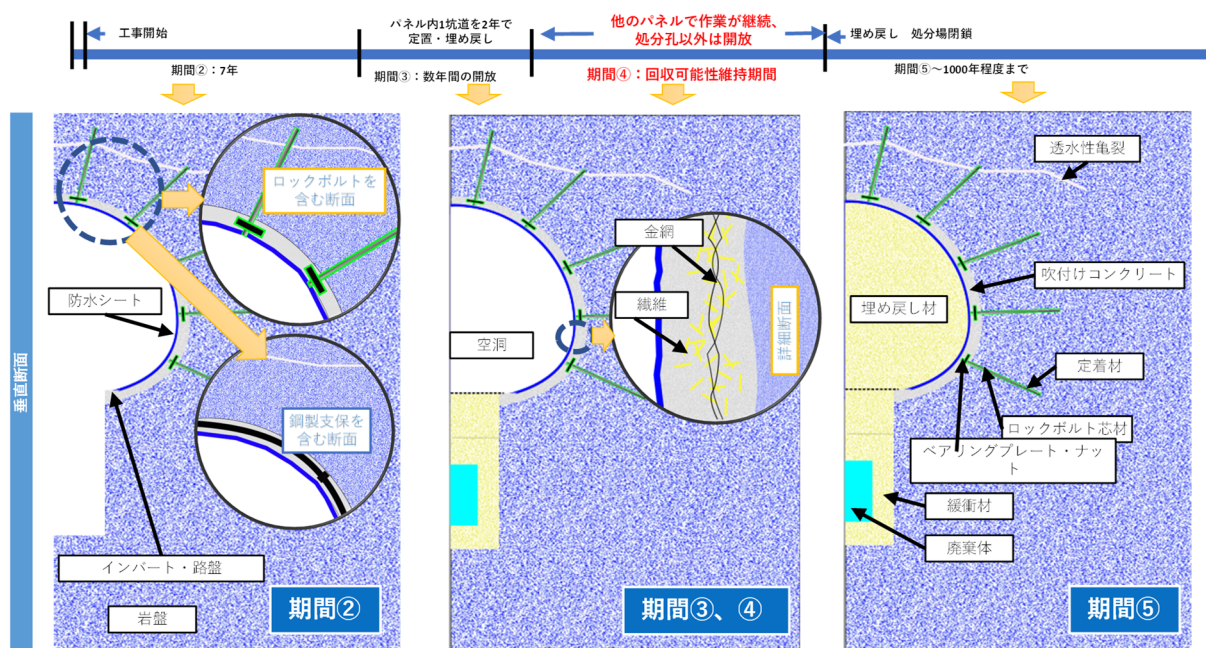 工事開始
パネル内1坑道を2年で
定置・埋め戻し
他のパネルで作業が継続、
処分孔以外は開放
埋め戻し 処分場閉鎖
期間②：7年
期間③：数年間の開放
期間④：回収可能性維持期間
期間⑤～1000年程度まで
垂直断面
ロックボルトを
含む断面
防水シート
鋼製支保を
含む断面
インバート・路盤
岩盤
期間②
金網
繊維
詳細断面
空洞
期間③、④
透水性亀裂
吹付けコンクリート
埋め戻し材
定着材
ロックボルト芯材
ベアリングプレート・ナッ
ト
緩衝材
廃棄体
期間⑤